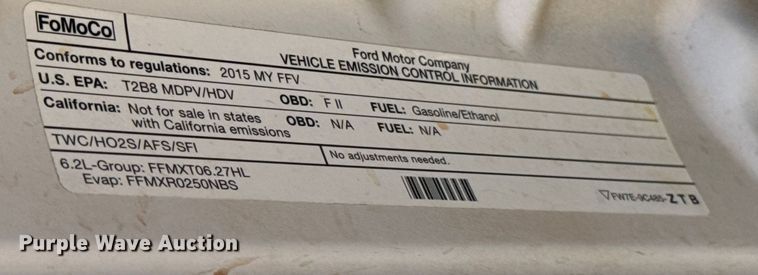 FoMoCo
Ford Motor Company
VEHICLE EMISSION CONTROL INFORMATION
Conforms to regulations: 2015 MY FFV
U.S. EPA: T2B8 MDPV/HDV OBD: F II FUEL: Gasoline/Ethanol
California: Not for sale in states with California emissions OBD: N/A FUEL: N/A
TWC/HO2S/AFS/SFI
No adjustments needed.
6.2L-Group: FFMXT06.27HL
Evap: FFMXR0250NBS
FW7E-9C485-ZTB
Purple Wave Auction